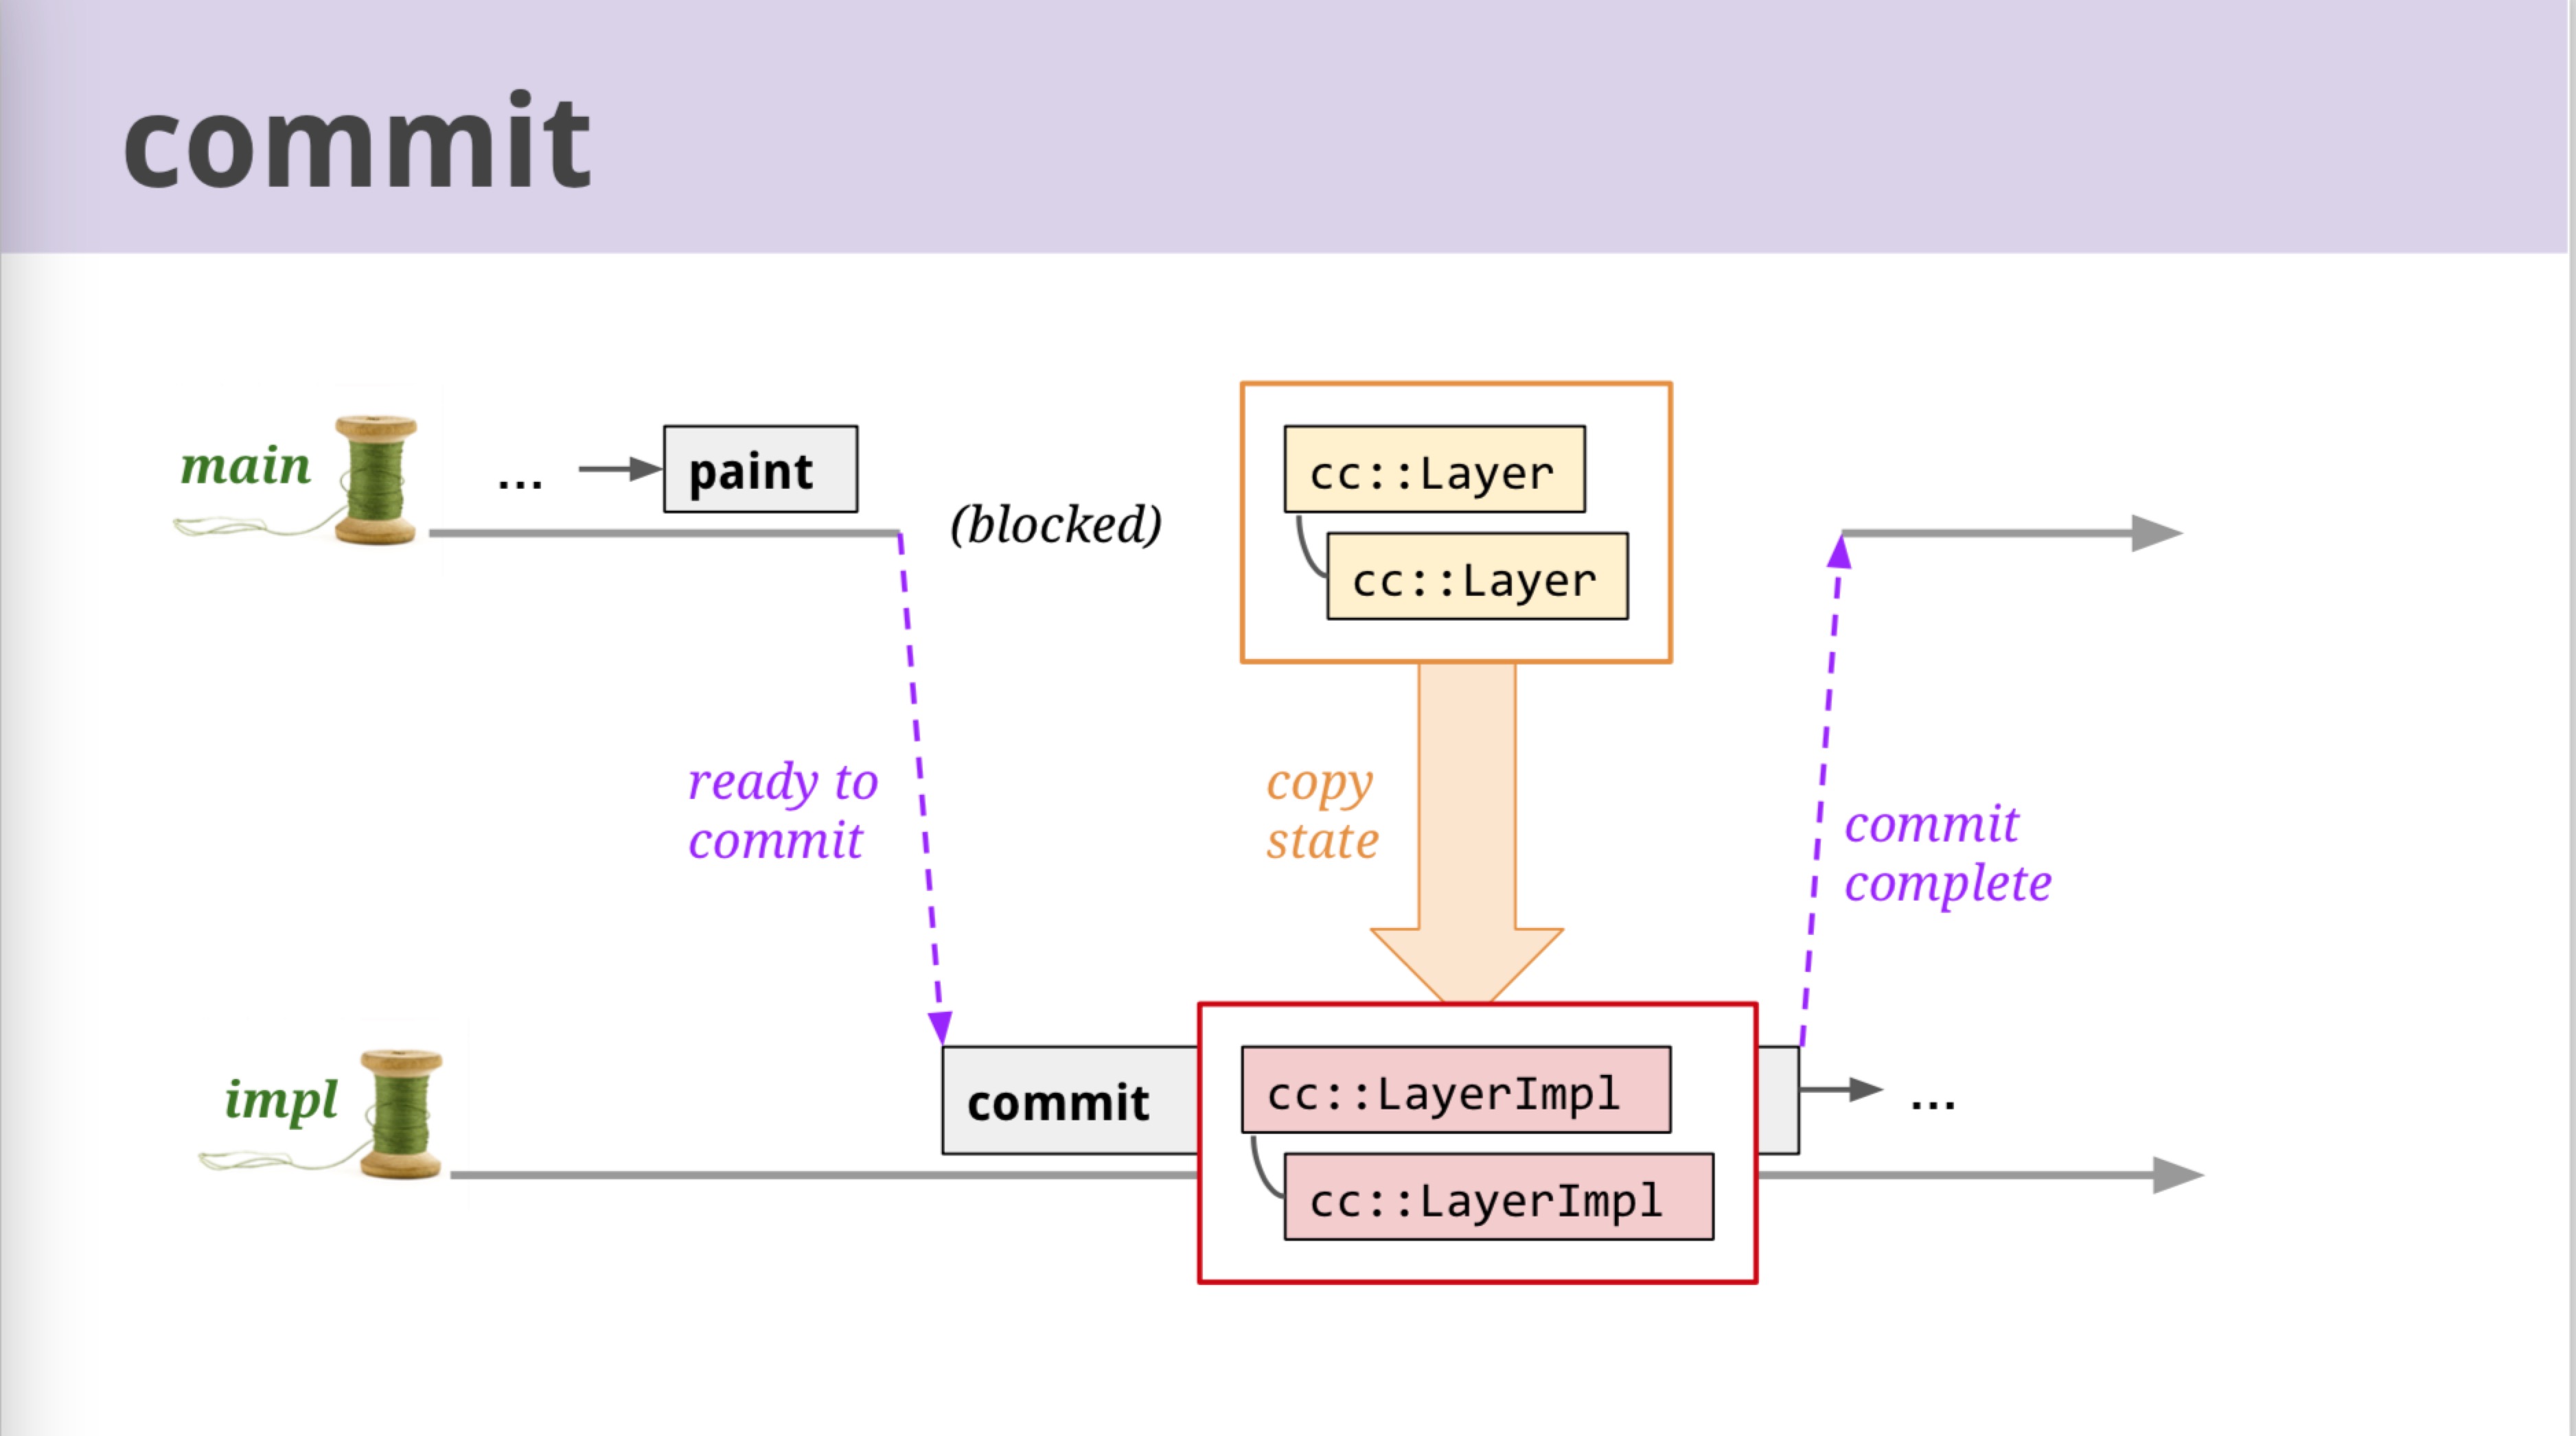 commit
main
... paint
(blocked)
cc::Layer
cc::Layer
ready to
commit
copy
state
commit
complete
impl
commit
cc::LayerImpl
cc::LayerImpl
...